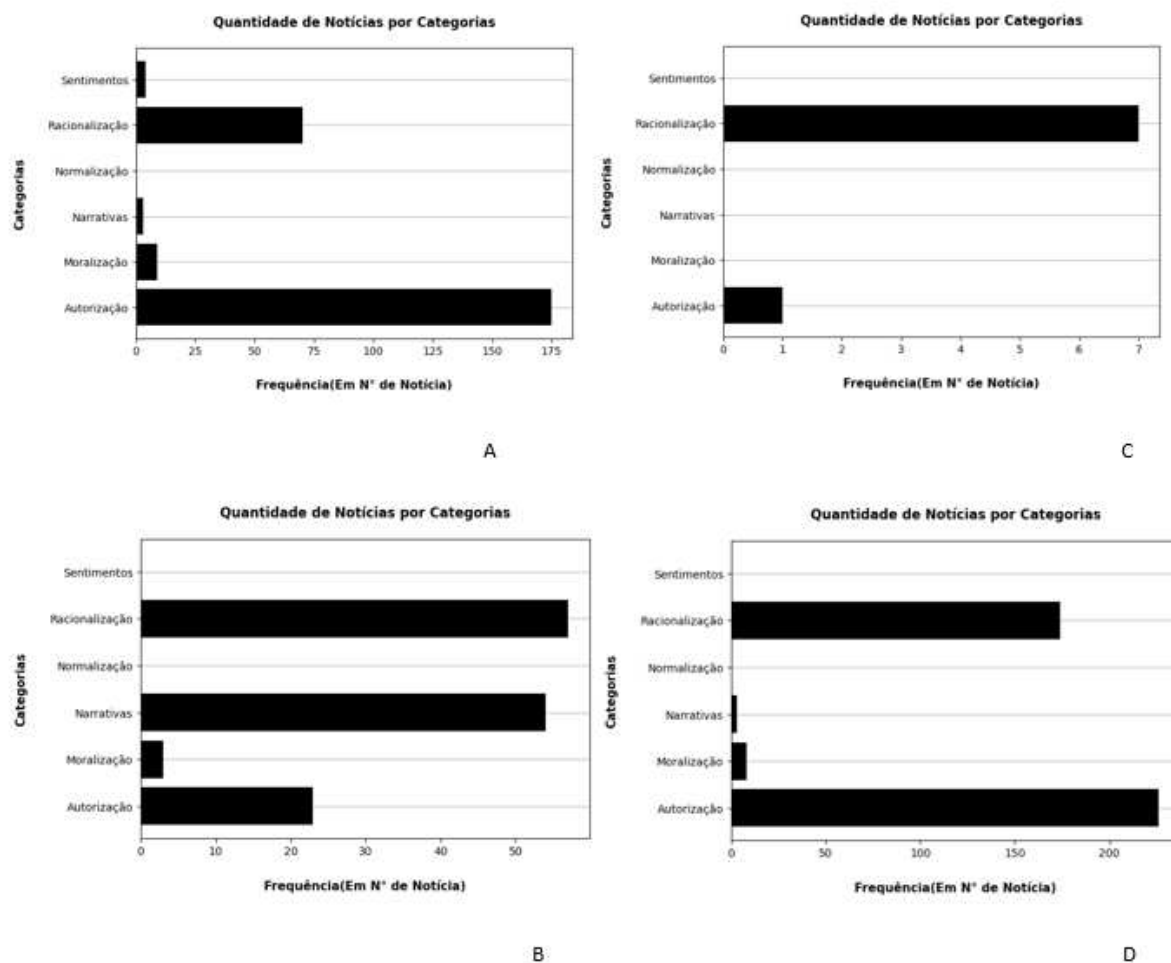 Quantidade de Notícias por Categorias
Sentimentos
Racionalização
Normalização
Narrativas
Moralização
Autorização
Categorias
0 25 50 75 100 125 150 175
Frequência(Em N° de Notícia)
A
Quantidade de Notícias por Categorias
Sentimentos
Racionalização
Normalização
Narrativas
Moralização
Autorização
Categorias
0 1 2 3 4 5 6 7
Frequência(Em N° de Notícia)
C
Quantidade de Notícias por Categorias
Sentimentos
Racionalização
Normalização
Narrativas
Moralização
Autorização
Categorias
0 10 20 30 40 50
Frequência(Em N° de Notícia)
B
Quantidade de Notícias por Categorias
Sentimentos
Racionalização
Normalização
Narrativas
Moralização
Autorização
Categorias
0 50 100 150 200
Frequência(Em N° de Notícia)
D